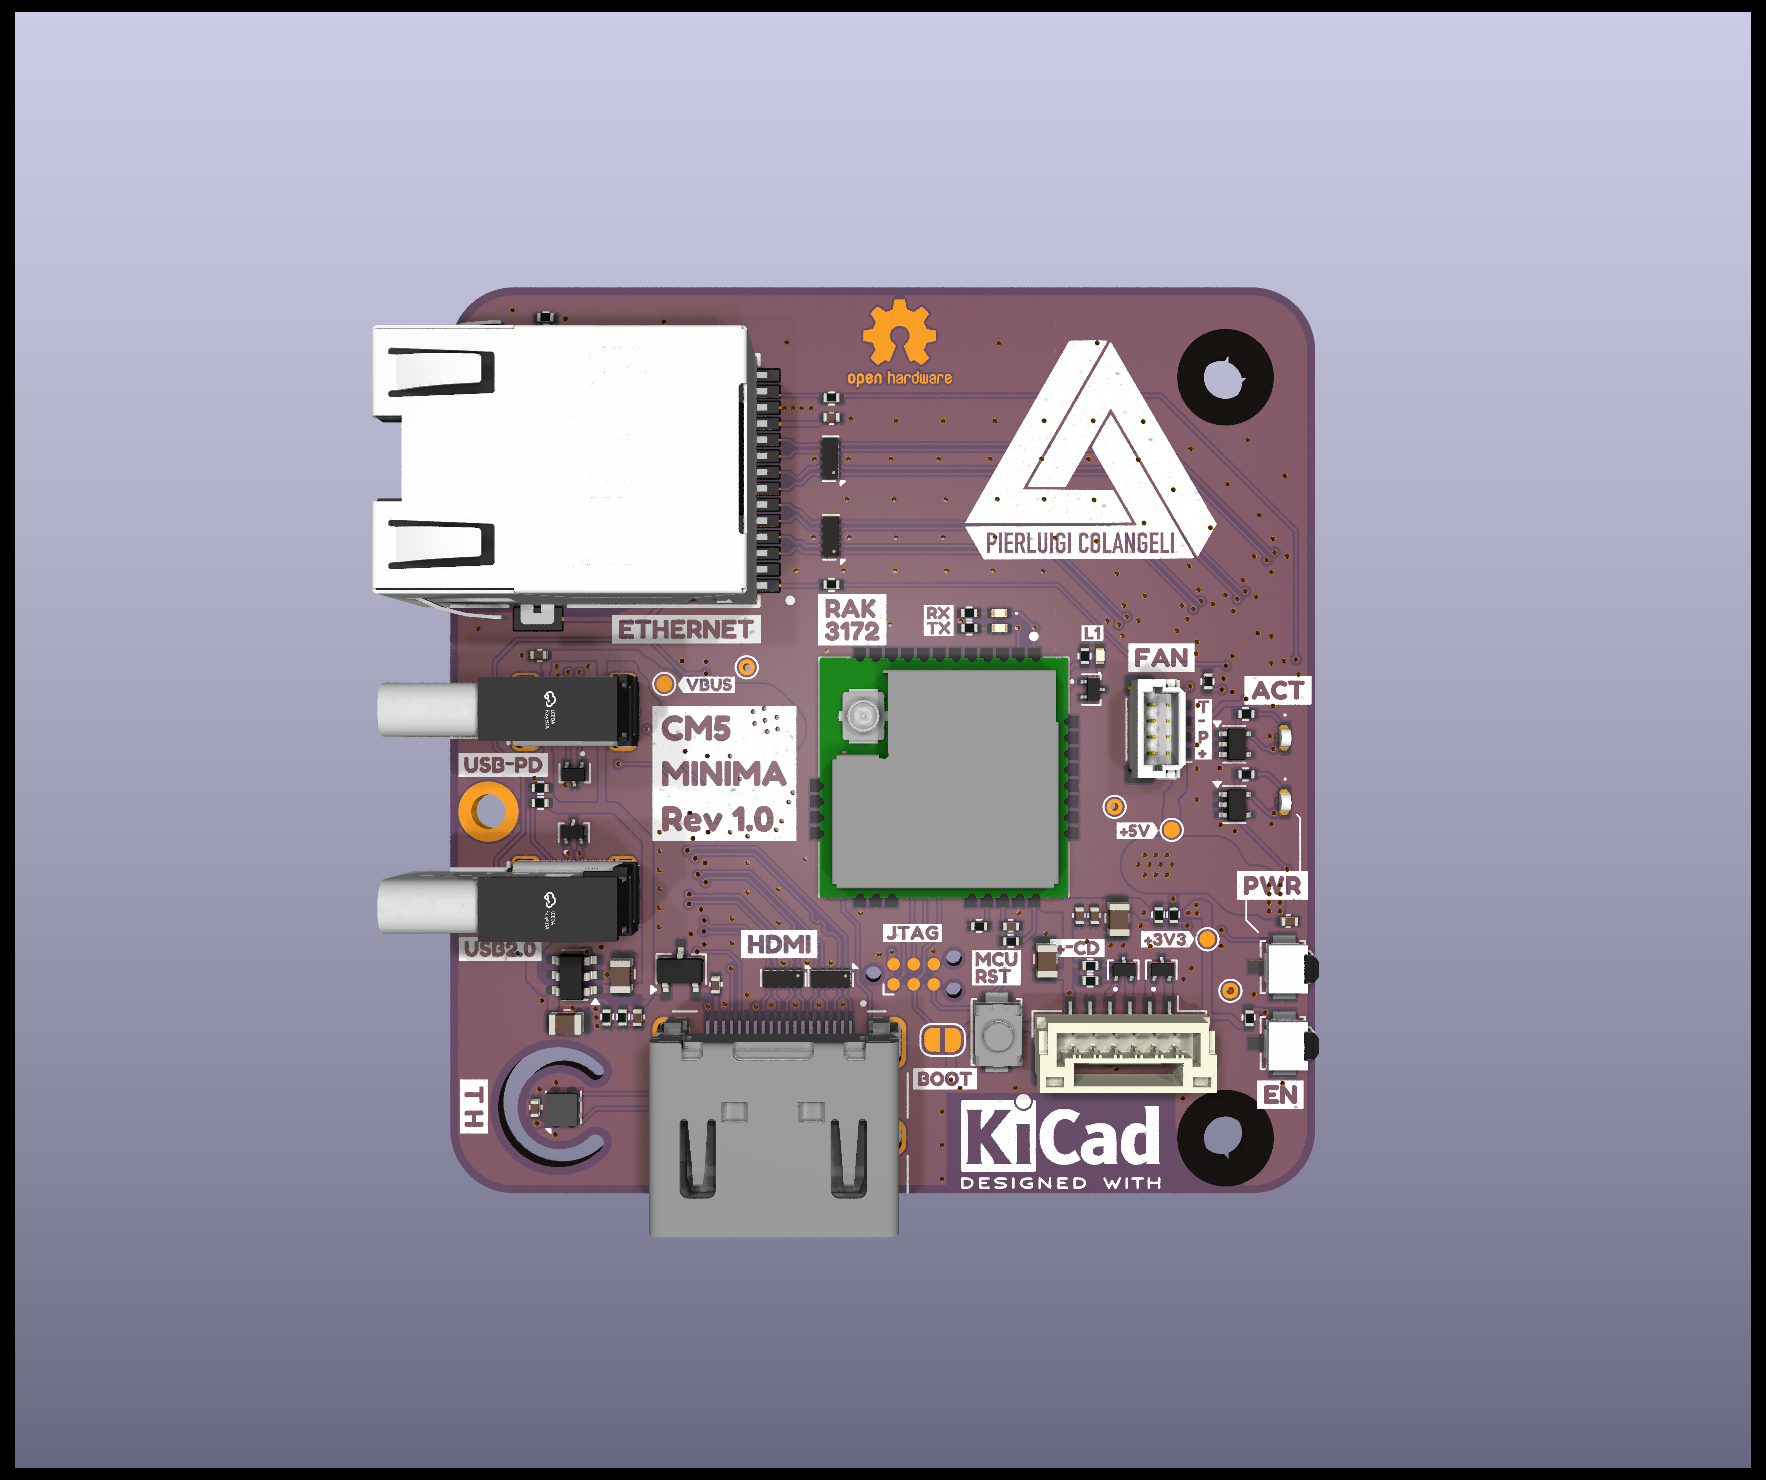 open hardware
PIERLUIGI COLANGELI
RAK
3172
RX
TX
ETHERNET
L1
FAN
VBUS
ACT
T
-
P
+
CM5
MINIMA
Rev 1.0
USB-PD
+5V
PWR
USB2.0
HDMI
JTAG
+3V3
-CD
MCU
RST
BOOT
EN
TH
KiCad
DESIGNED WITH